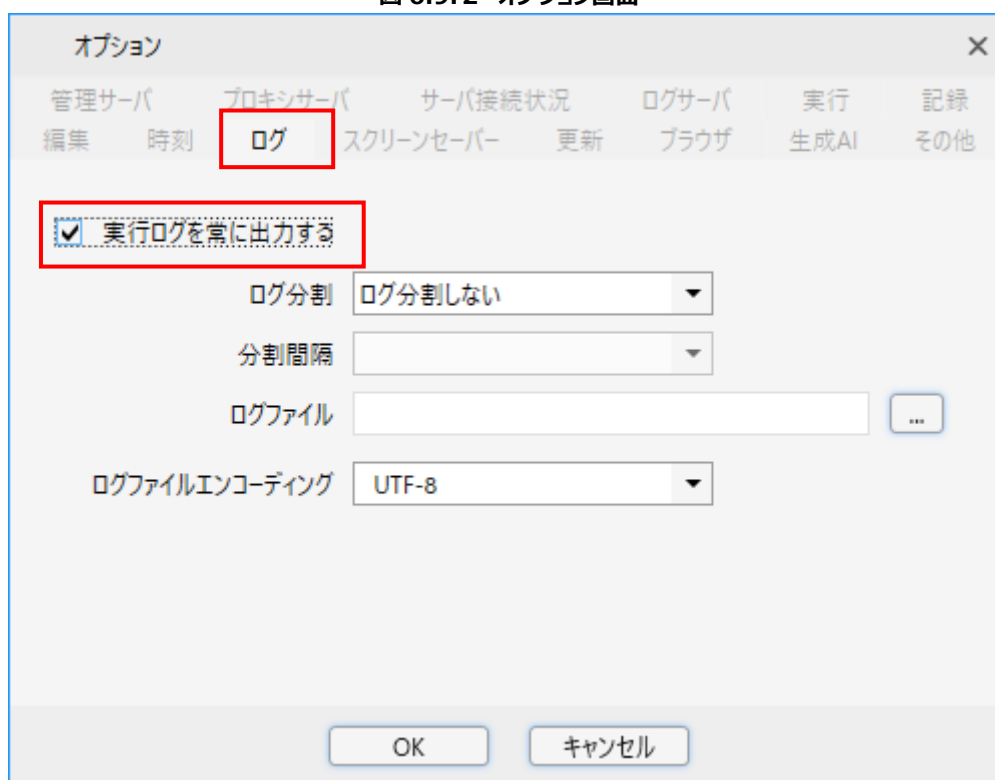 オプション
管理サーバ プロキシサーバ サーバ接続状況 ログサーバ 実行 記録
編集 時刻 ログ スクリーンセーバー 更新 ブラウザ 生成AI その他
実行ログを常に出力する
ログ分割 ログ分割しない
分割間隔
ログファイル ...
ログファイルエンコーディング UTF-8
OK キャンセル